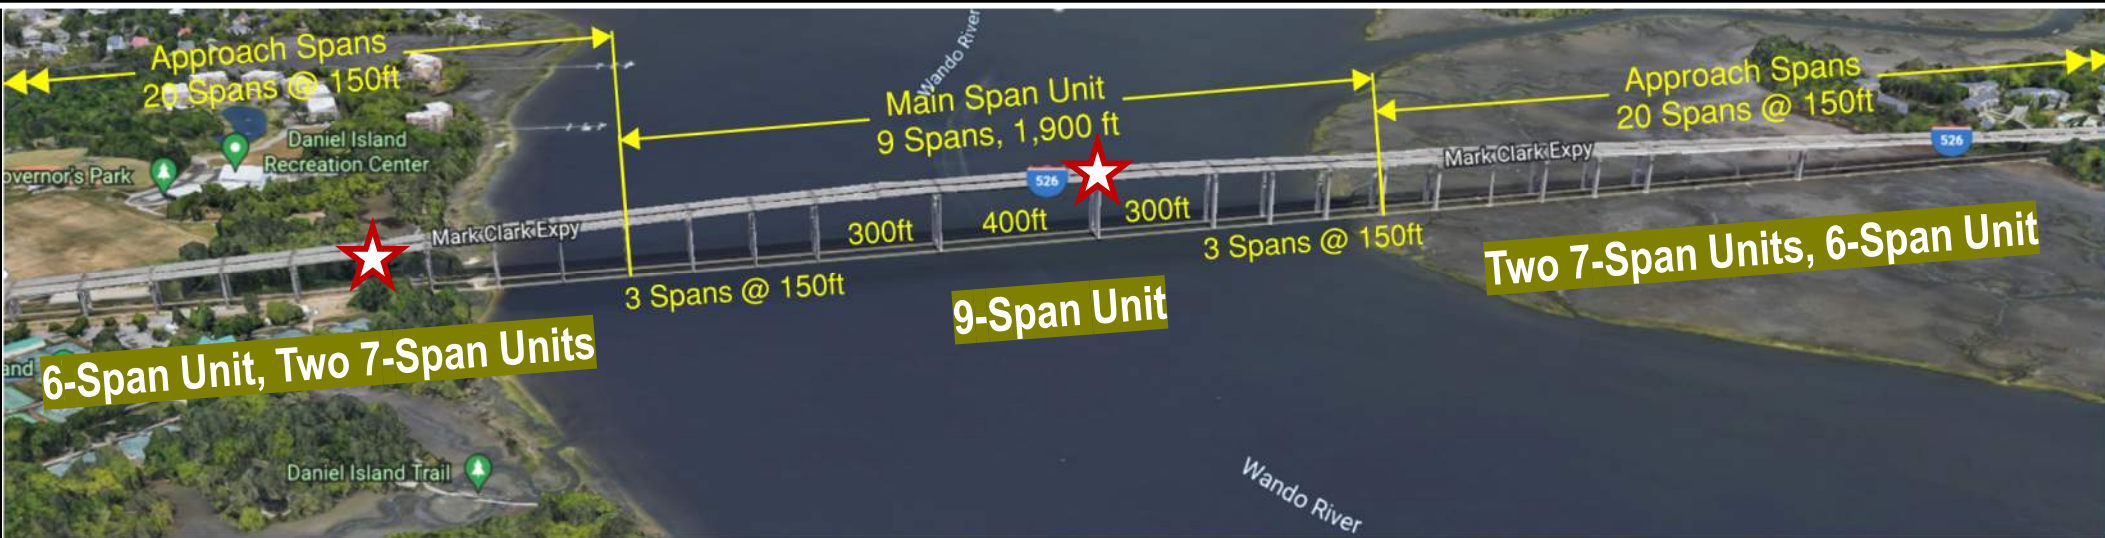 Approach Spans
20 Spans @ 150ft
Wando River
Main Span Unit
9 Spans, 1,900 ft
Approach Spans
20 Spans @ 150ft
Daniel Island
Recreation Center
overnor's Park
526
Mark Clark Expy
526
Mark Clark Expy
300ft
400ft
300ft
3 Spans @ 150ft
3 Spans @ 150ft
Two 7-Span Units, 6-Span Unit
9-Span Unit
6-Span Unit, Two 7-Span Units
and
Daniel Island Trail
Wando River